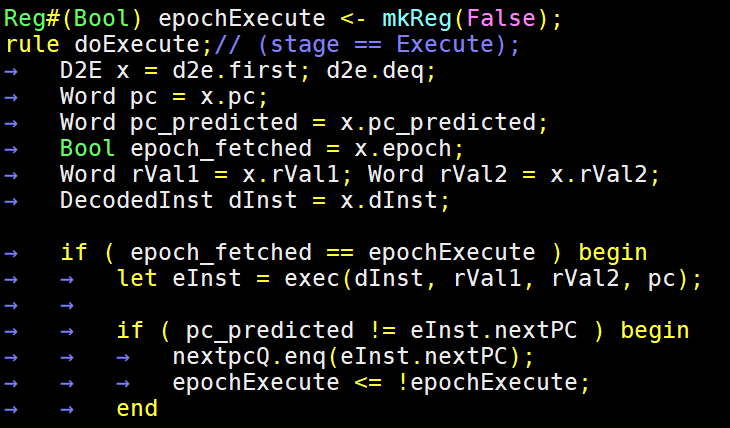 Reg#(Bool) epochExecute <- mkReg(False);
rule doExecute;// (stage == Execute);
→   D2E x = d2e.first; d2e.deq;
→   Word pc = x.pc;
→   Word pc_predicted = x.pc_predicted;
→   Bool epoch_fetched = x.epoch;
→   Word rVal1 = x.rVal1; Word rVal2 = x.rVal2;
→   DecodedInst dInst = x.dInst;

→   if ( epoch_fetched == epochExecute ) begin
→   →   let eInst = exec(dInst, rVal1, rVal2, pc);
→   →
→   →   if ( pc_predicted != eInst.nextPC ) begin
→   →   →   nextpcQ.enq(eInst.nextPC);
→   →   →   epochExecute <= !epochExecute;
→   →   end